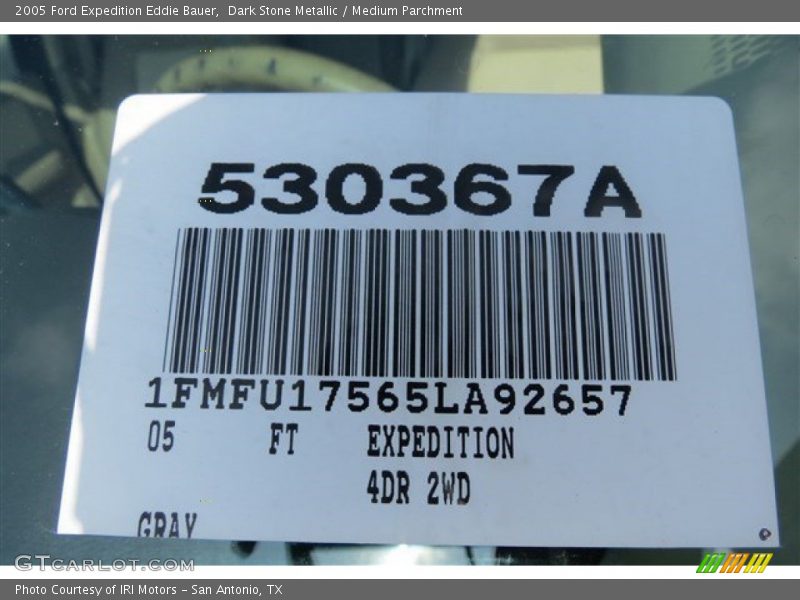 2005 Ford Expedition Eddie Bauer, Dark Stone Metallic / Medium Parchment
530367A
1FMFU17565LA92657
05 FT EXPEDITION
4DR 2WD
GRAY
GTCARLOT.COM
Photo Courtesy of IRI Motors - San Antonio, TX